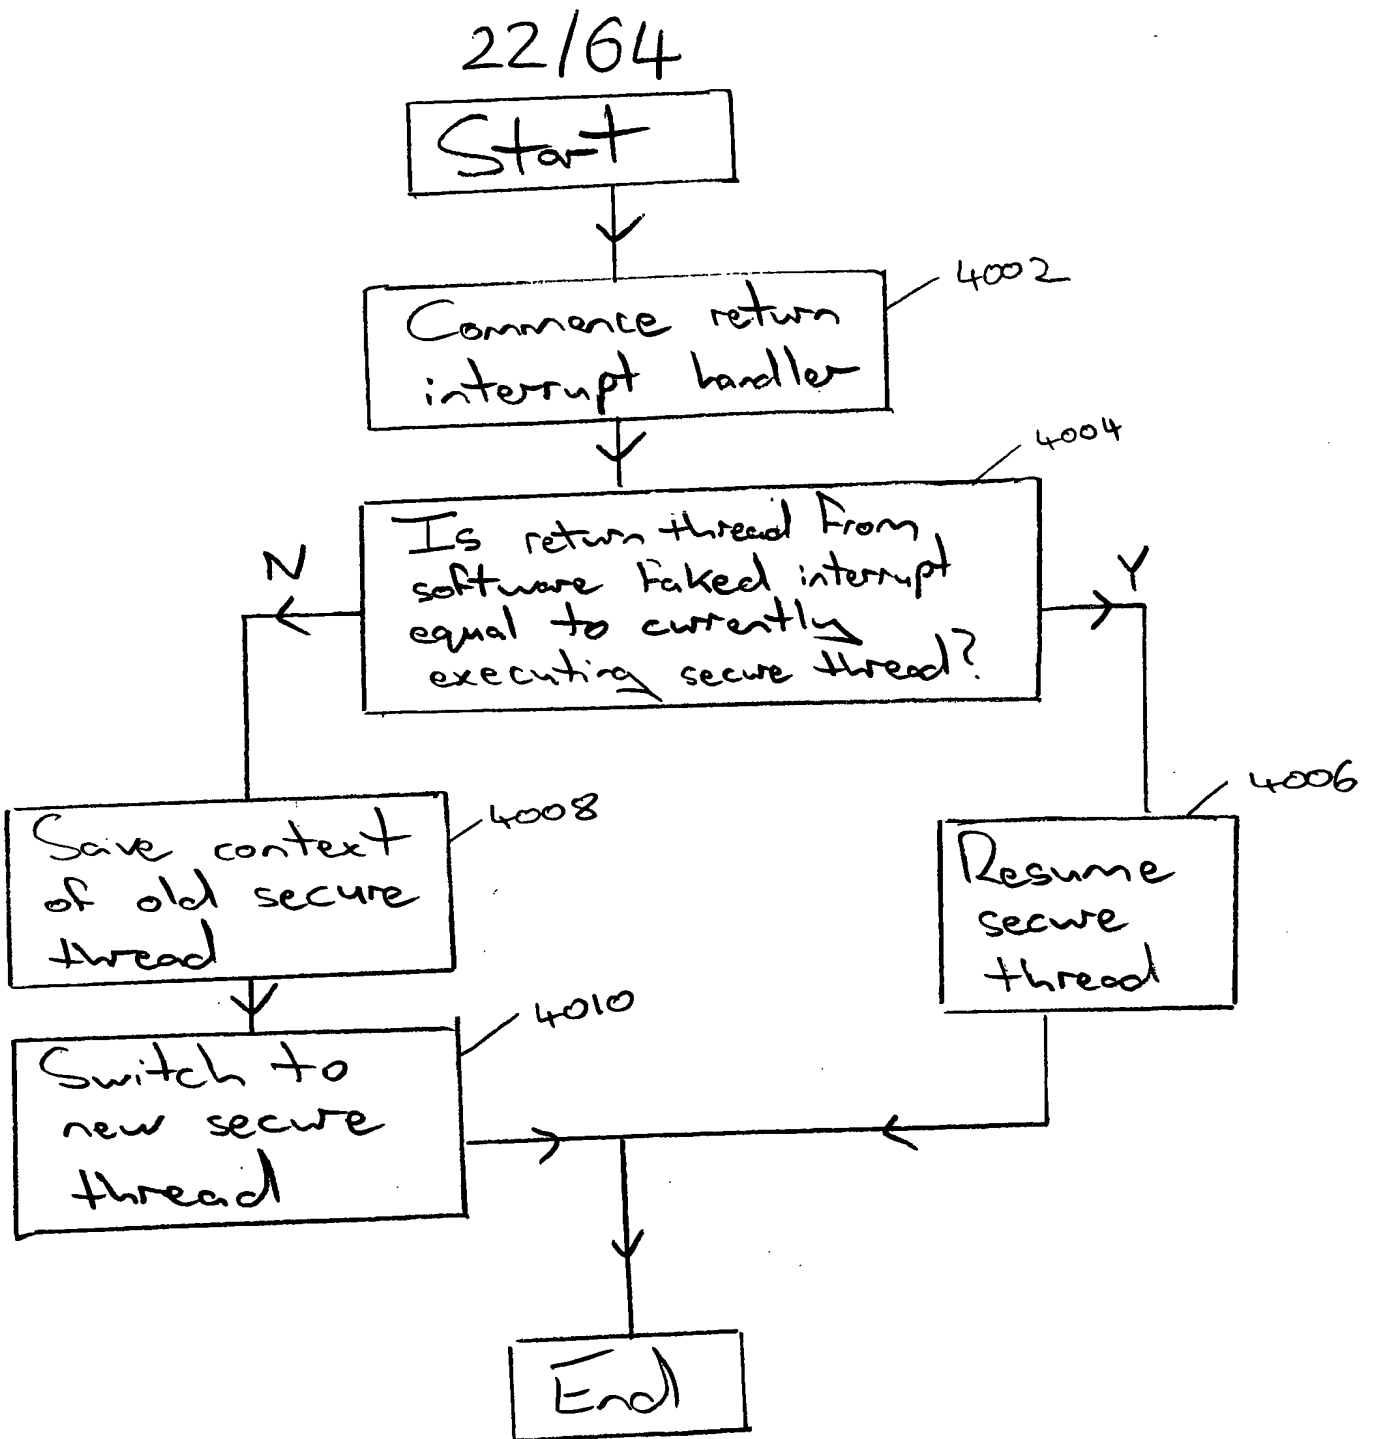 22/64
Start
4002
Commence return
interrupt handler
4004
Is return thread from
software faked interrupt
equal to currently
executing secure thread?
N
Y
4008
Save context
of old secure
thread
4006
Resume
secure
thread
4010
Switch to
new secure
thread
End